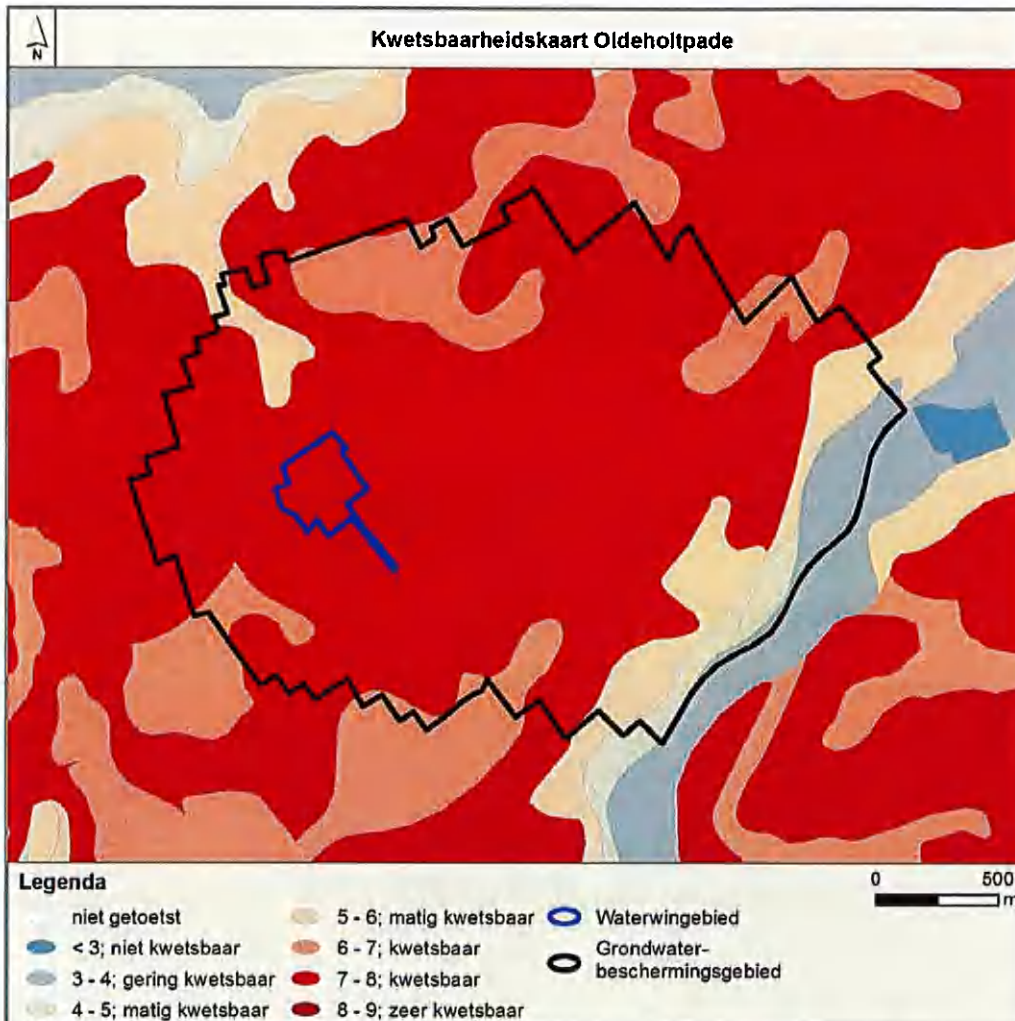 N
Kwetsbaarheidskaart Oldeholtpade
Legenda
niet getoetst
< 3; niet kwetsbaar
3 - 4; gering kwetsbaar
4 - 5; matig kwetsbaar
5 - 6; matig kwetsbaar
6 - 7; kwetsbaar
7 - 8; kwetsbaar
8 - 9; zeer kwetsbaar
Waterwingebied
Grondwater-
beschermingsgebied
0 500
m